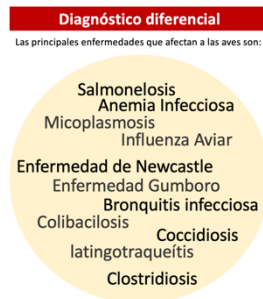 Diagnóstico diferencial
Las principales enfermedades que afectan a las aves son:
Salmonelosis
Anemia Infecciosa
Micoplasmosis
Influenza Aviar
Enfermedad de Newcastle
Enfermedad Gumboro
Bronquitis infecciosa
Colibacilosis
Coccidiosis
latingotraqueítis
Clostridiosis